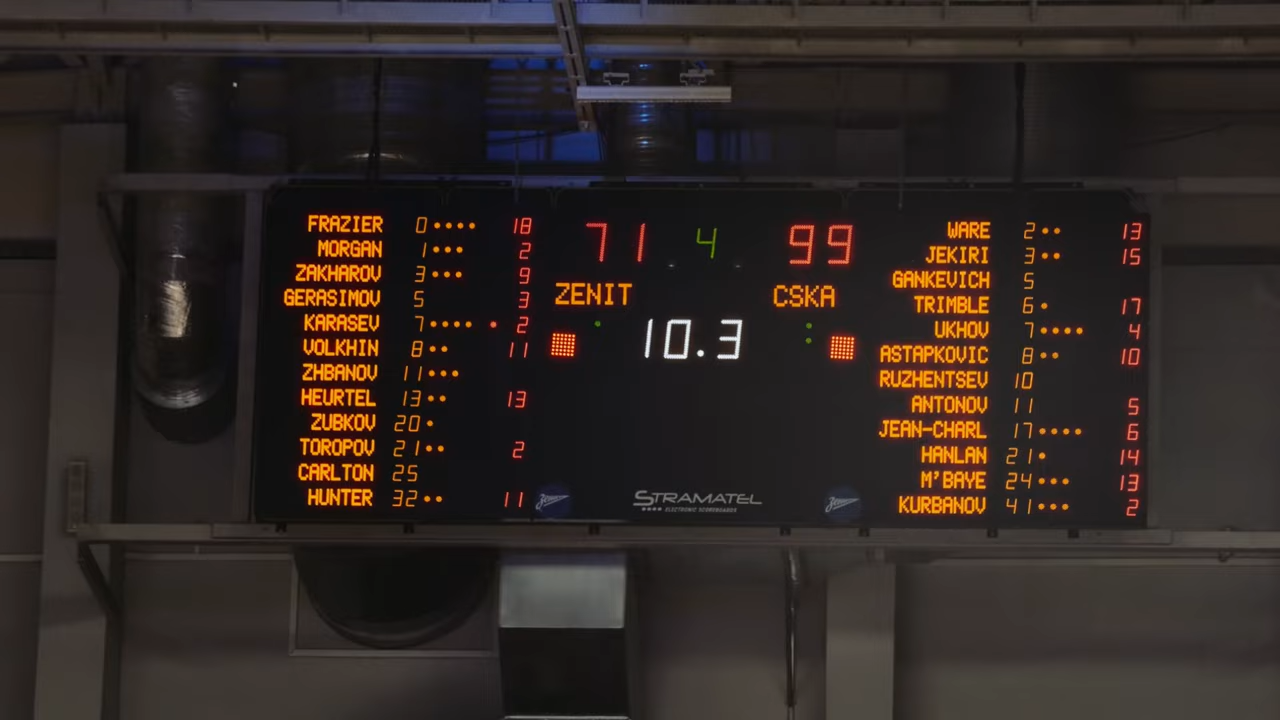 FRAZIER 0 18
MORGAN 1 2
ZAKHAROV 3 9
GERASIMOV 5 3
KARASEV 7 2
VOLKHIN 8 11
ZHBANOV 11
HEURTEL 13 13
ZUBKOV 20
TOROPOV 21 2
CARLTON 25
HUNTER 32 11
71 4 99
ZENIT CSKA
10.3
STRAMATEL
ELECTRONIC SCOREBOARDS
WARE 2 13
JEKIRI 3 15
GANKEVICH 5
TRIMBLE 6 17
UKHOV 7 4
ASTAPKOVIC 8 10
RUZHENTSEV 10
ANTONOV 11 5
JEAN-CHARL 17 6
HANLAN 21 14
M'BAYE 24 13
KURBANOV 41 2